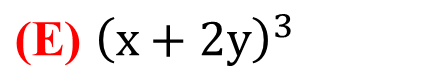 (E) (x + 2y)³